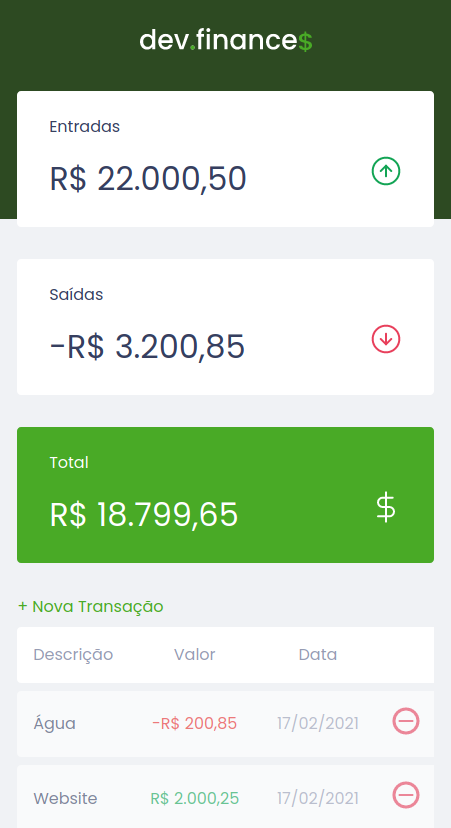 dev.finance$
Entradas
R$ 22.000,50
Saídas
-R$ 3.200,85
Total
R$ 18.799,65
$
+ Nova Transação
Descrição Valor Data
Água -R$ 200,85 17/02/2021
Website R$ 2.000,25 17/02/2021